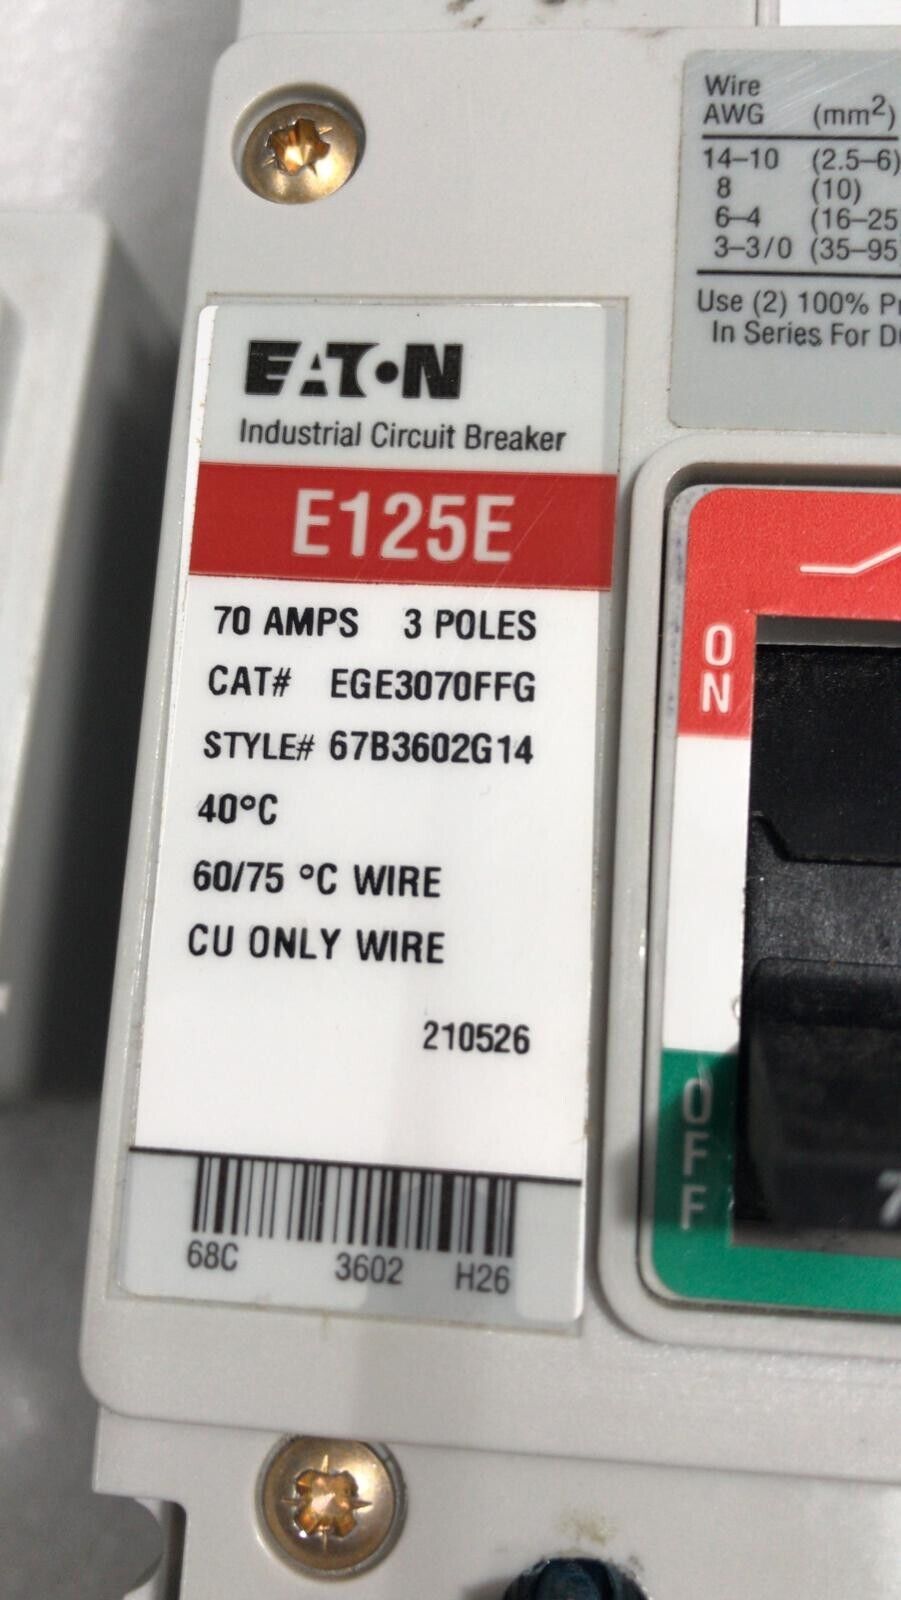 EATON
Industrial Circuit Breaker
E125E
70 AMPS 3 POLES
CAT# EGE3070FFG
STYLE# 67B3602G14
40°C
60/75 °C WIRE
CU ONLY WIRE
210526
68C 3602 H26
Wire
AWG (mm2)
14–10 (2.5–6)
8 (10)
6–4 (16–25
3–3/0 (35–95
Use (2) 100%
In Series For
ON
OFF
7